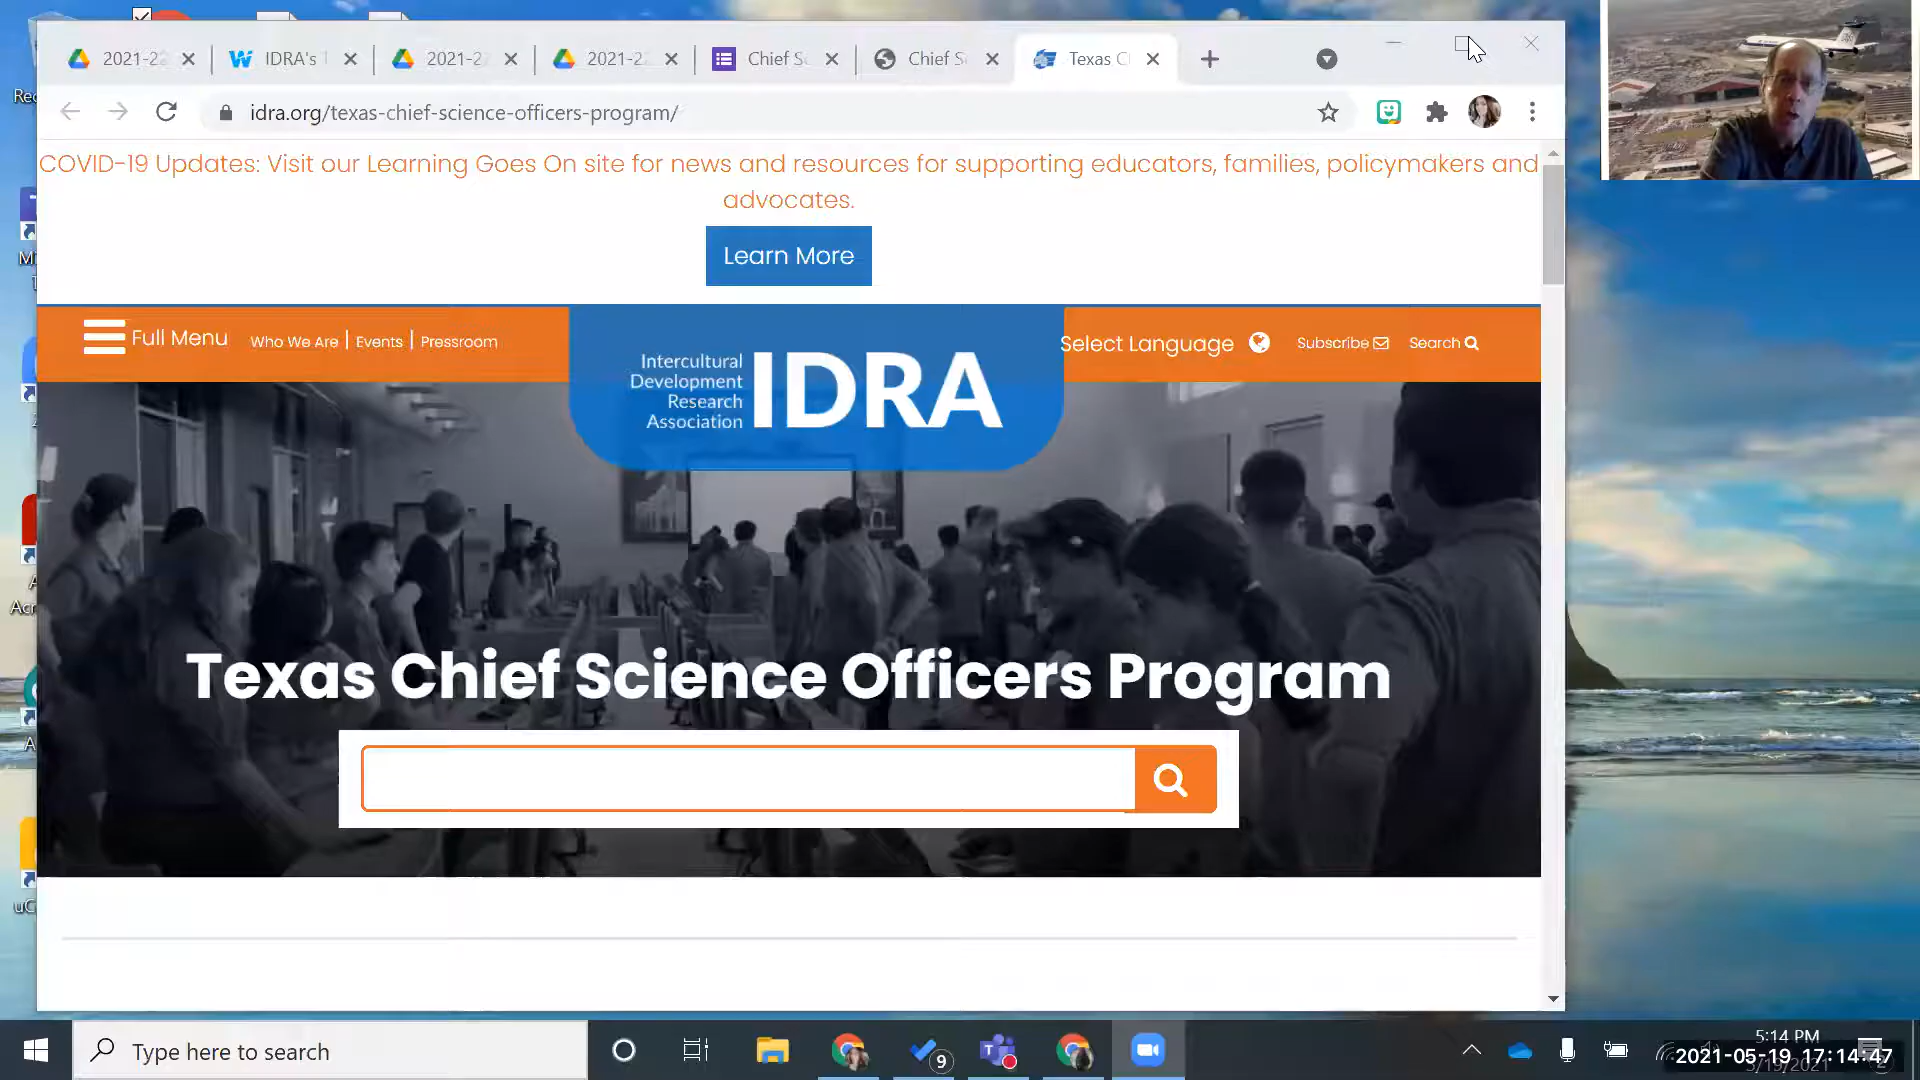 2021-22
IDRA's T
2021-2
2021-2
Chief Sc
Chief S
Texas C
idra.org/texas-chief-science-officers-program/
COVID-19 Updates: Visit our Learning Goes On site for news and resources for supporting educators, families, policymakers and
advocates.
Learn More
Full Menu
Who We Are | Events | Pressroom
Intercultural
Development
Research
Association
IDRA
Select Language
Subscribe
Search
Texas Chief Science Officers Program
Type here to search
9
5:14 PM
2021-05-19 17:14:47